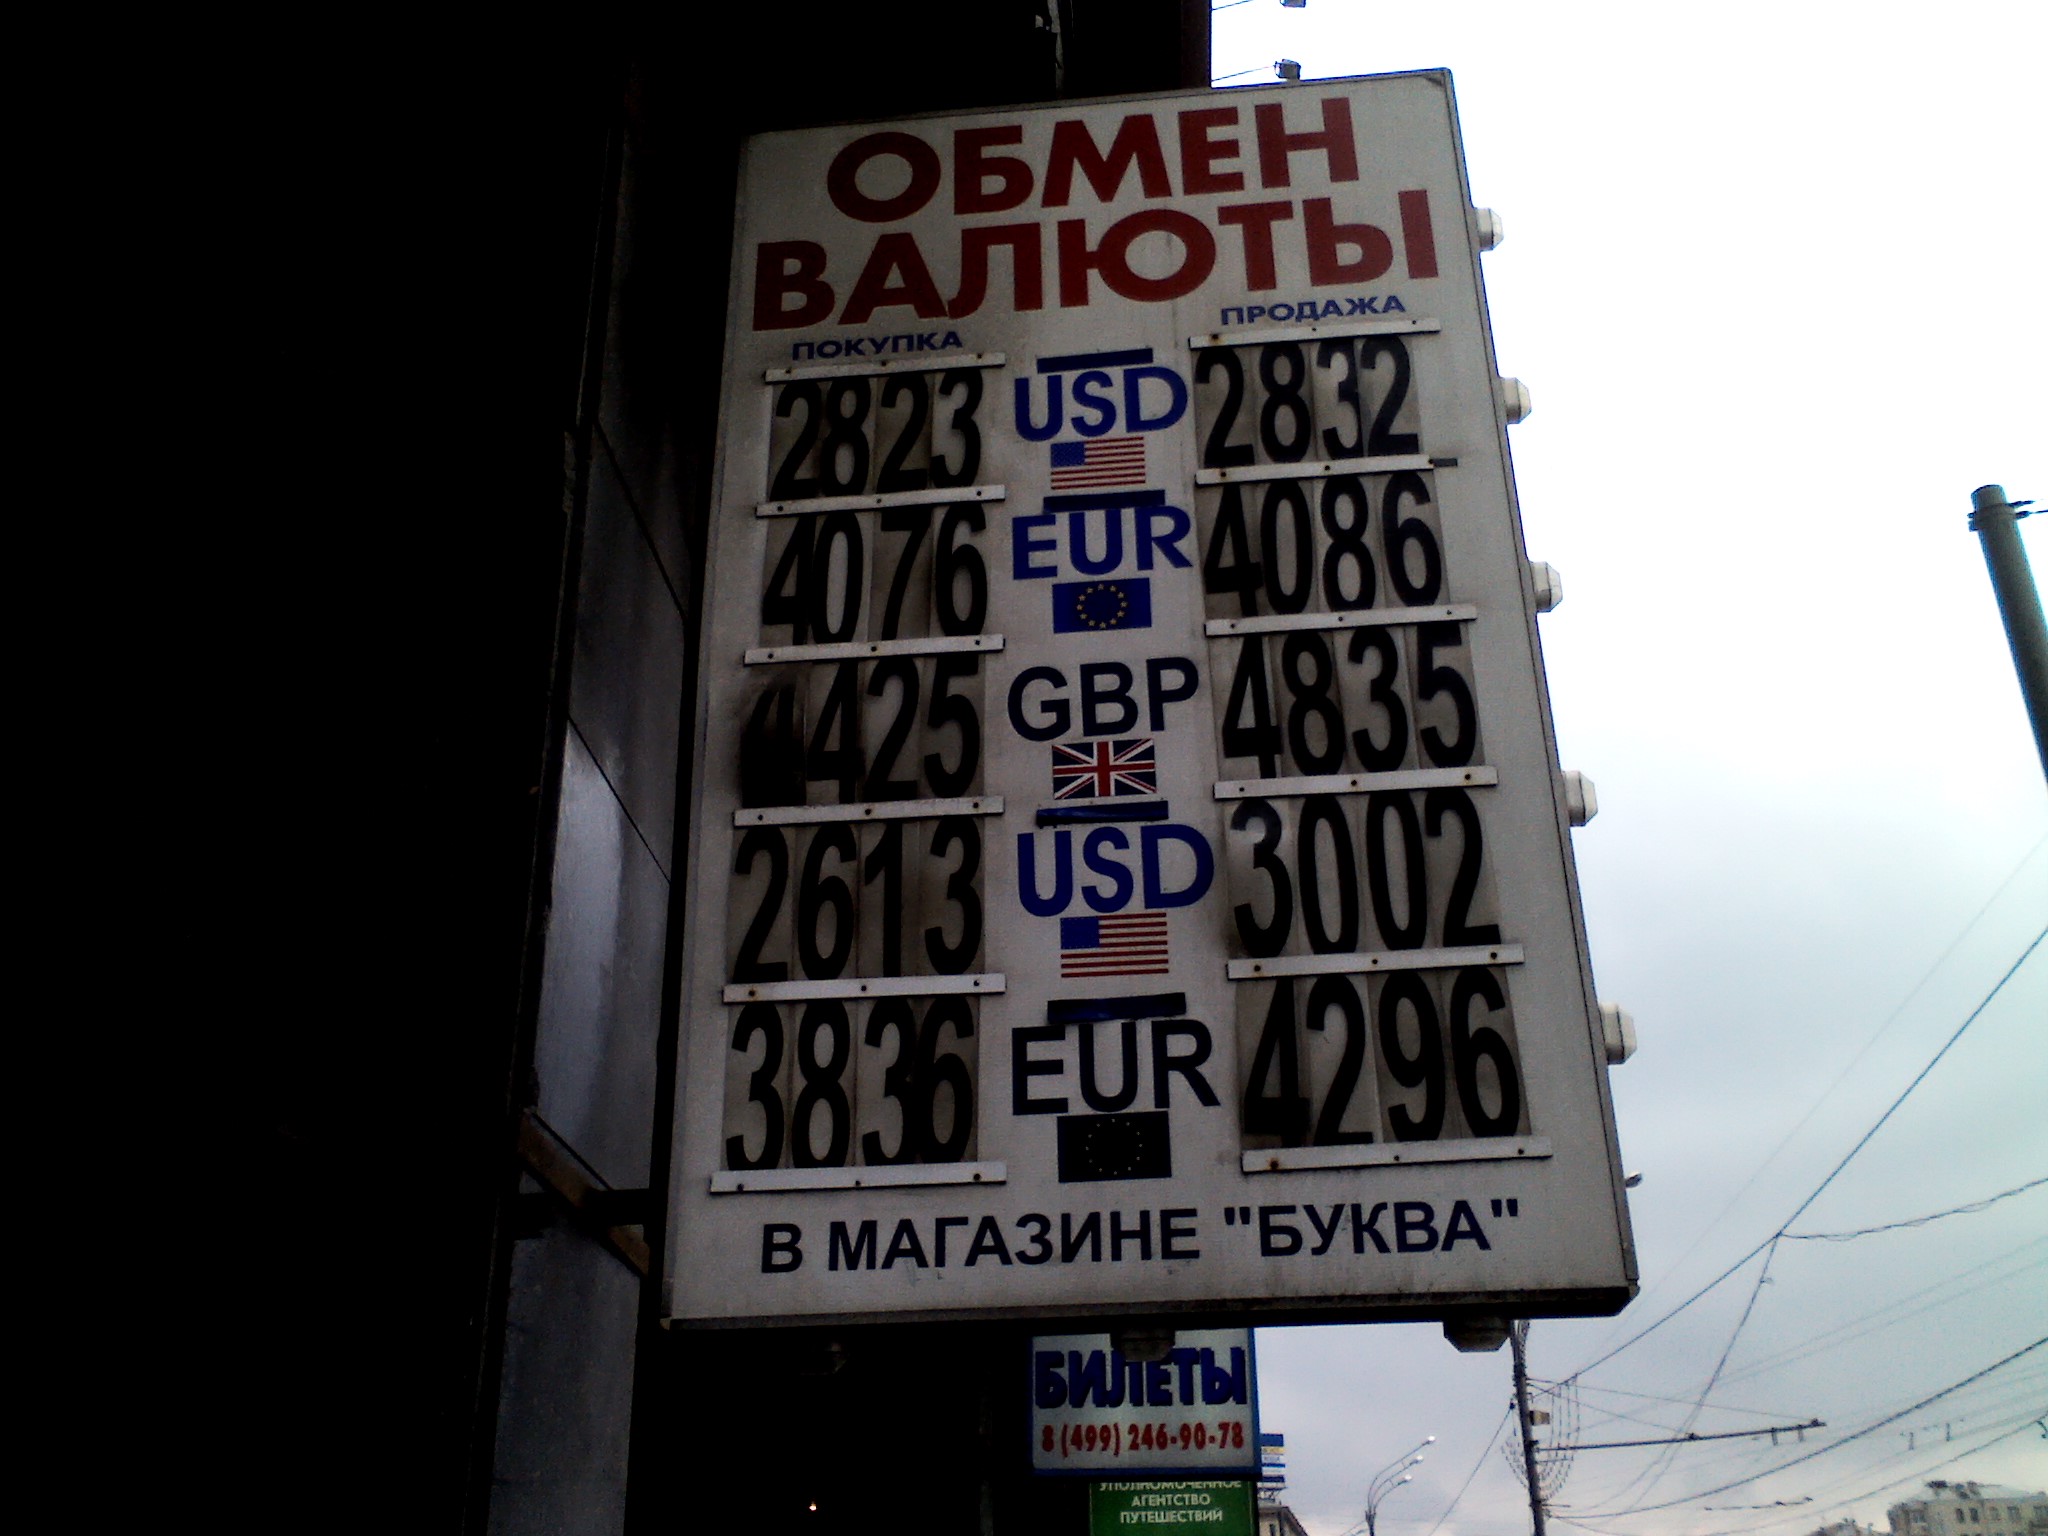 ОБМЕН
ВАЛЮТЫ
ПОКУПКА ПРОДАЖА
2823 USD 2832
4076 EUR 4086
4425 GBP 4835
2613 USD 3002
3836 EUR 4296
В МАГАЗИНЕ "БУКВА"
БИЛЕТЫ
8 (499) 246-90-78
УПОЛНОМОЧЕННОЕ
АГЕНТСТВО
ПУТЕШЕСТВИЙ